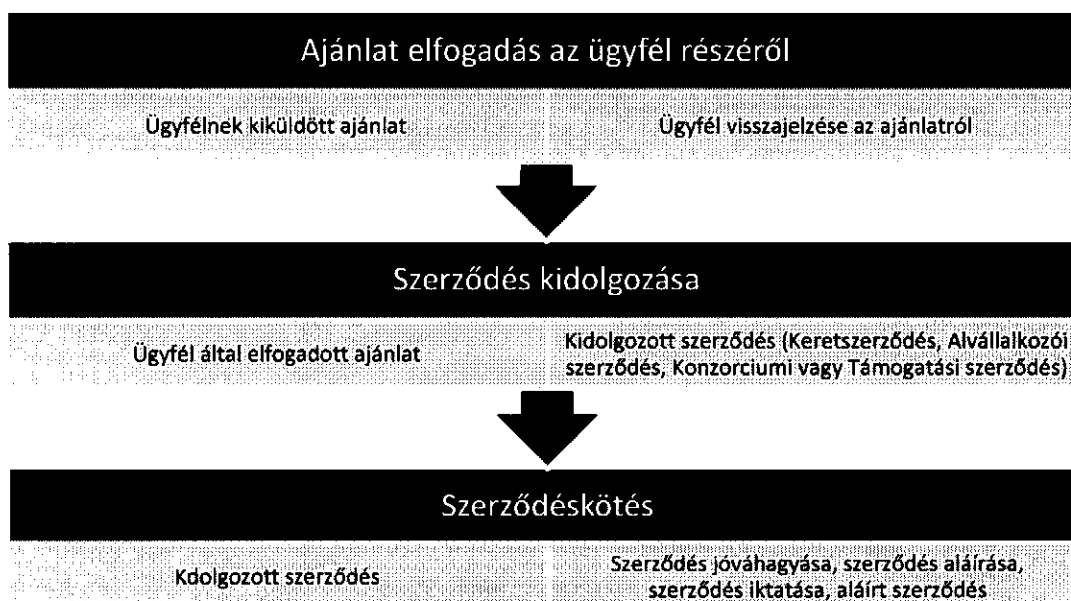 Ajánlat elfogadás az ügyfél részéről
Ügyfélnek kiküldött ajánlat
Ügyfél visszajelzése az ajánlatról
Szerződés kidolgozása
Ügyfél által elfogadott ajánlat
Kidolgozott szerződés (Keretszerződés, Alvállalkozói
szerződés, Konzorciumi vagy Támogatási szerződés)
Szerződéskötés
Kdolgozott szerződés
Szerződés jóváhagyása, szerződés aláírása,
szerződés iktatása, aláírt szerződés